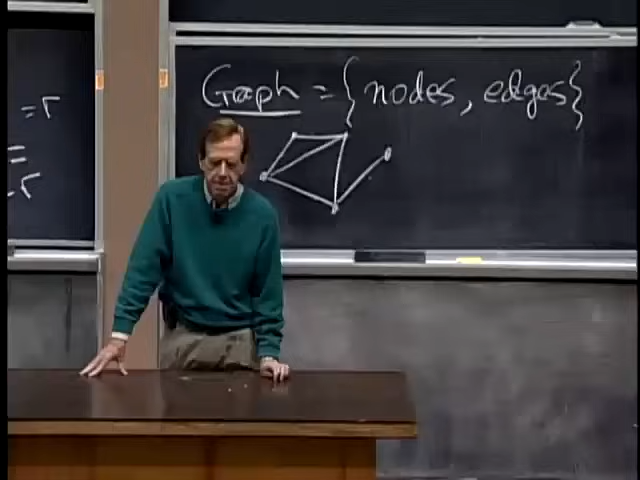 =r
=
-r
Graph = {nodes, edges}